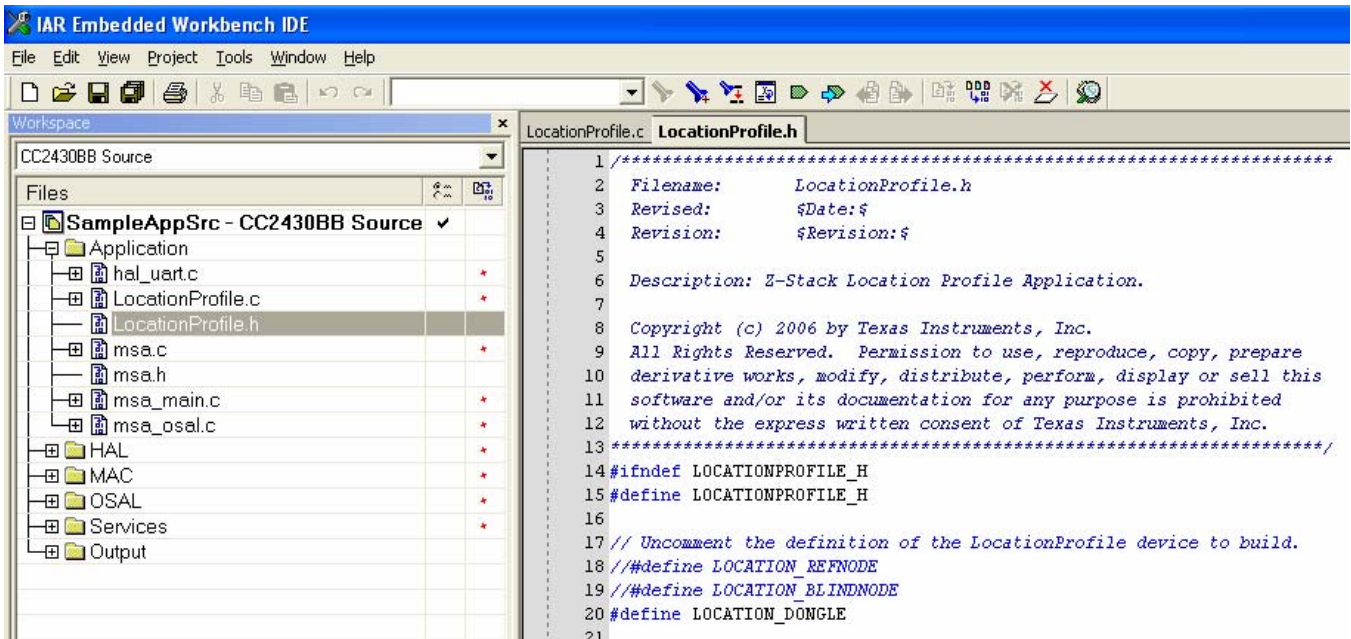 IAR Embedded Workbench IDE
File Edit View Project Tools Window Help
Workspace
CC2430BB Source
Files
SampleAppSrc - CC2430BB Source
Application
hal_uart.c
LocationProfile.c
LocationProfile.h
msa.c
msa.h
msa_main.c
msa_osal.c
HAL
MAC
OSAL
Services
Output
LocationProfile.c LocationProfile.h
1 /*********************************************************************
2 Filename: LocationProfile.h
3 Revised: $Date:$
4 Revision: $Revision:$
5
6 Description: Z-Stack Location Profile Application.
7
8 Copyright (c) 2006 by Texas Instruments, Inc.
9 All Rights Reserved. Permission to use, reproduce, copy, prepare
10 derivative works, modify, distribute, perform, display or sell this
11 software and/or its documentation for any purpose is prohibited
12 without the express written consent of Texas Instruments, Inc.
13 *********************************************************************/
14 #ifndef LOCATIONPROFILE_H
15 #define LOCATIONPROFILE_H
16
17 // Uncomment the definition of the LocationProfile device to build.
18 //#define LOCATION_REFNODE
19 //#define LOCATION_BLINDNODE
20 #define LOCATION_DONGLE
21